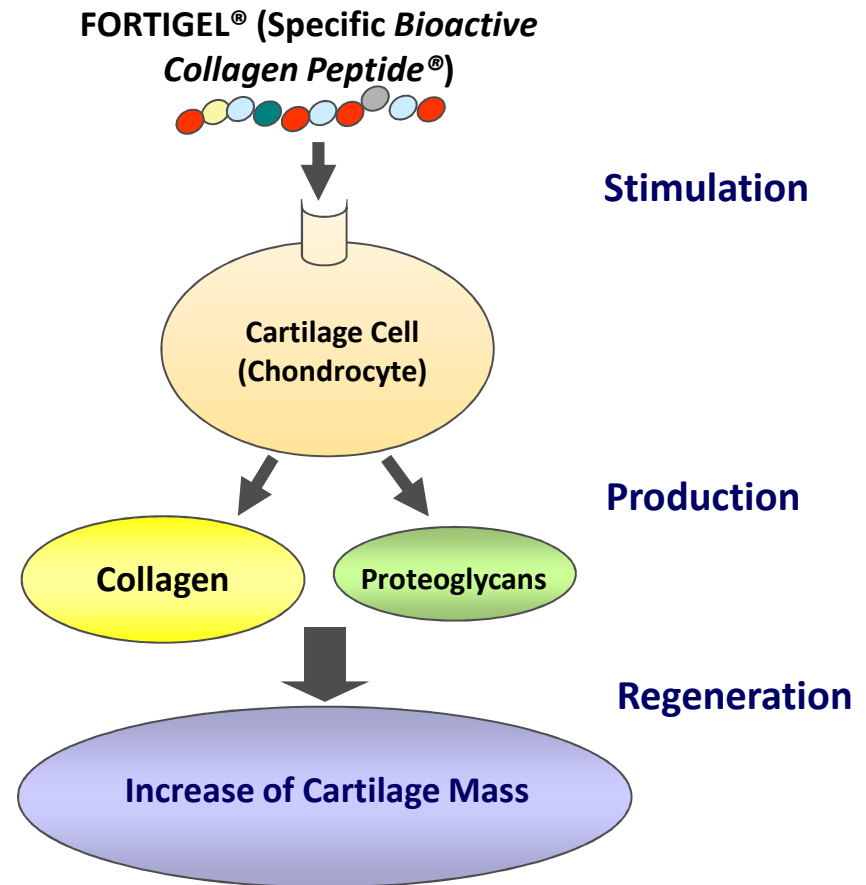 FORTIGEL® (Specific Bioactive
Collagen Peptide®)
Stimulation
Cartilage Cell
(Chondrocyte)
Production
Collagen
Proteoglycans
Regeneration
Increase of Cartilage Mass